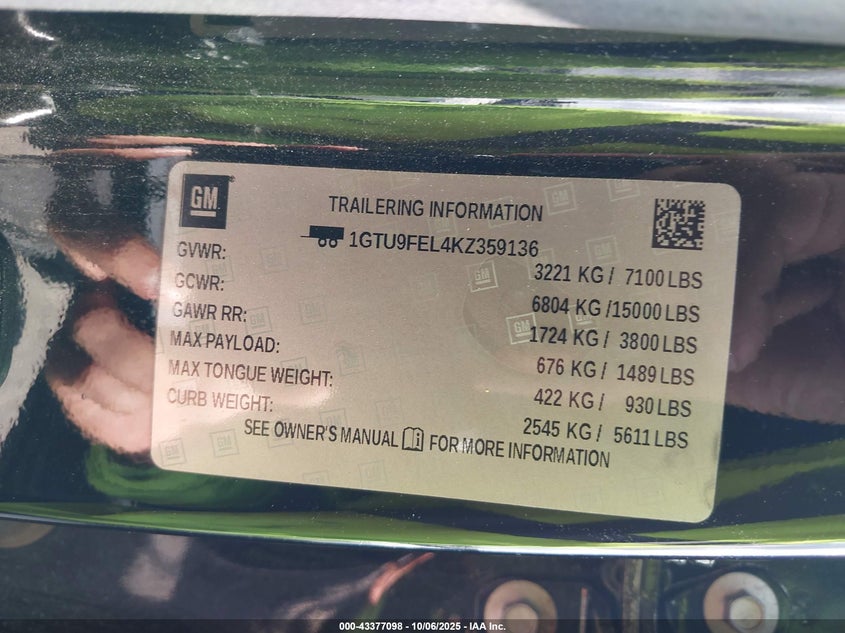 GM
TRAILERING INFORMATION
1GTU9FEL4KZ359136
GVWR: 3221 KG / 7100 LBS
GCWR: 6804 KG /15000 LBS
GAWR RR: 1724 KG / 3800 LBS
MAX PAYLOAD: 676 KG / 1489 LBS
MAX TONGUE WEIGHT: 422 KG / 930 LBS
CURB WEIGHT: 2545 KG / 5611 LBS
SEE OWNER'S MANUAL FOR MORE INFORMATION
000-43377098 - 10/06/2025 - IAA Inc.